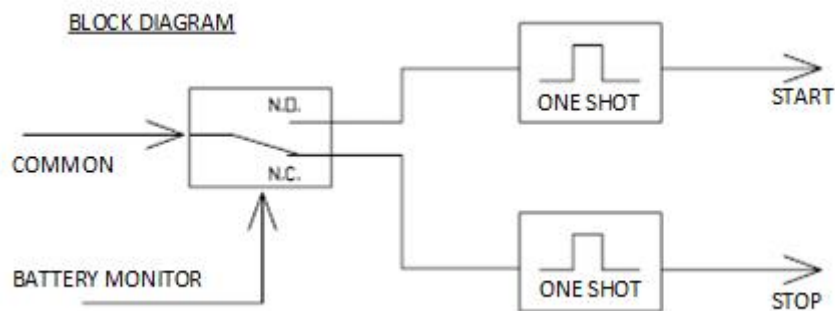 BLOCK DIAGRAM
N.O.
ONE SHOT
START
COMMON
N.C.
BATTERY MONITOR
ONE SHOT
STOP